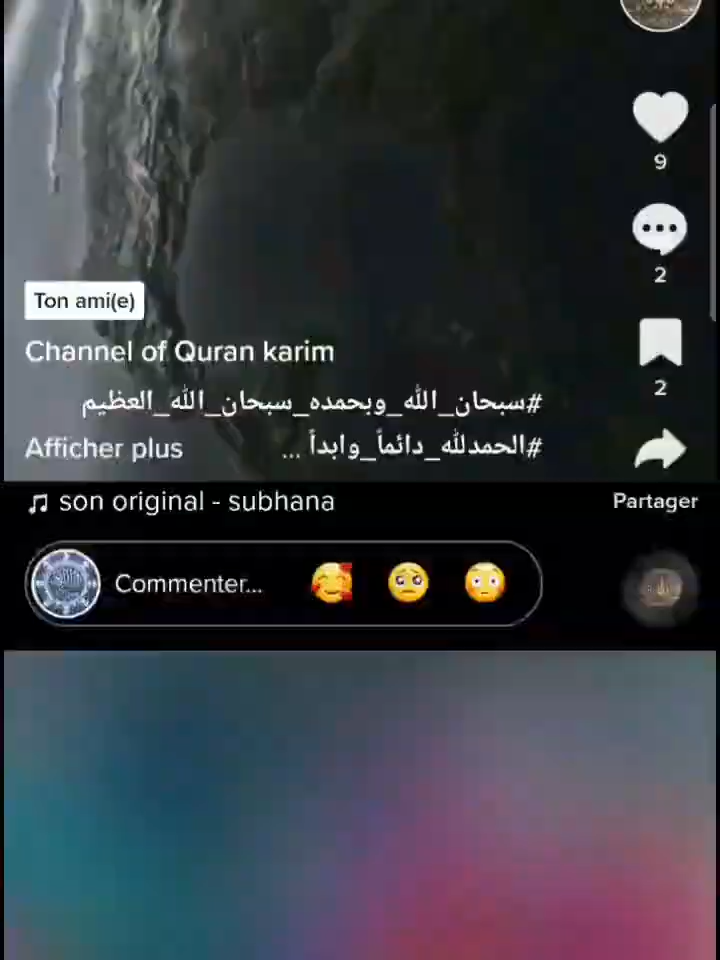 9
2
Ton ami(e)
Channel of Quran karim
2
#سبحان_الله_وبحمده_سبحان_الله_العظيم
#الحمدلله_دائماً_وابداً ... Afficher plus
son original - subhana
Partager
Commenter...